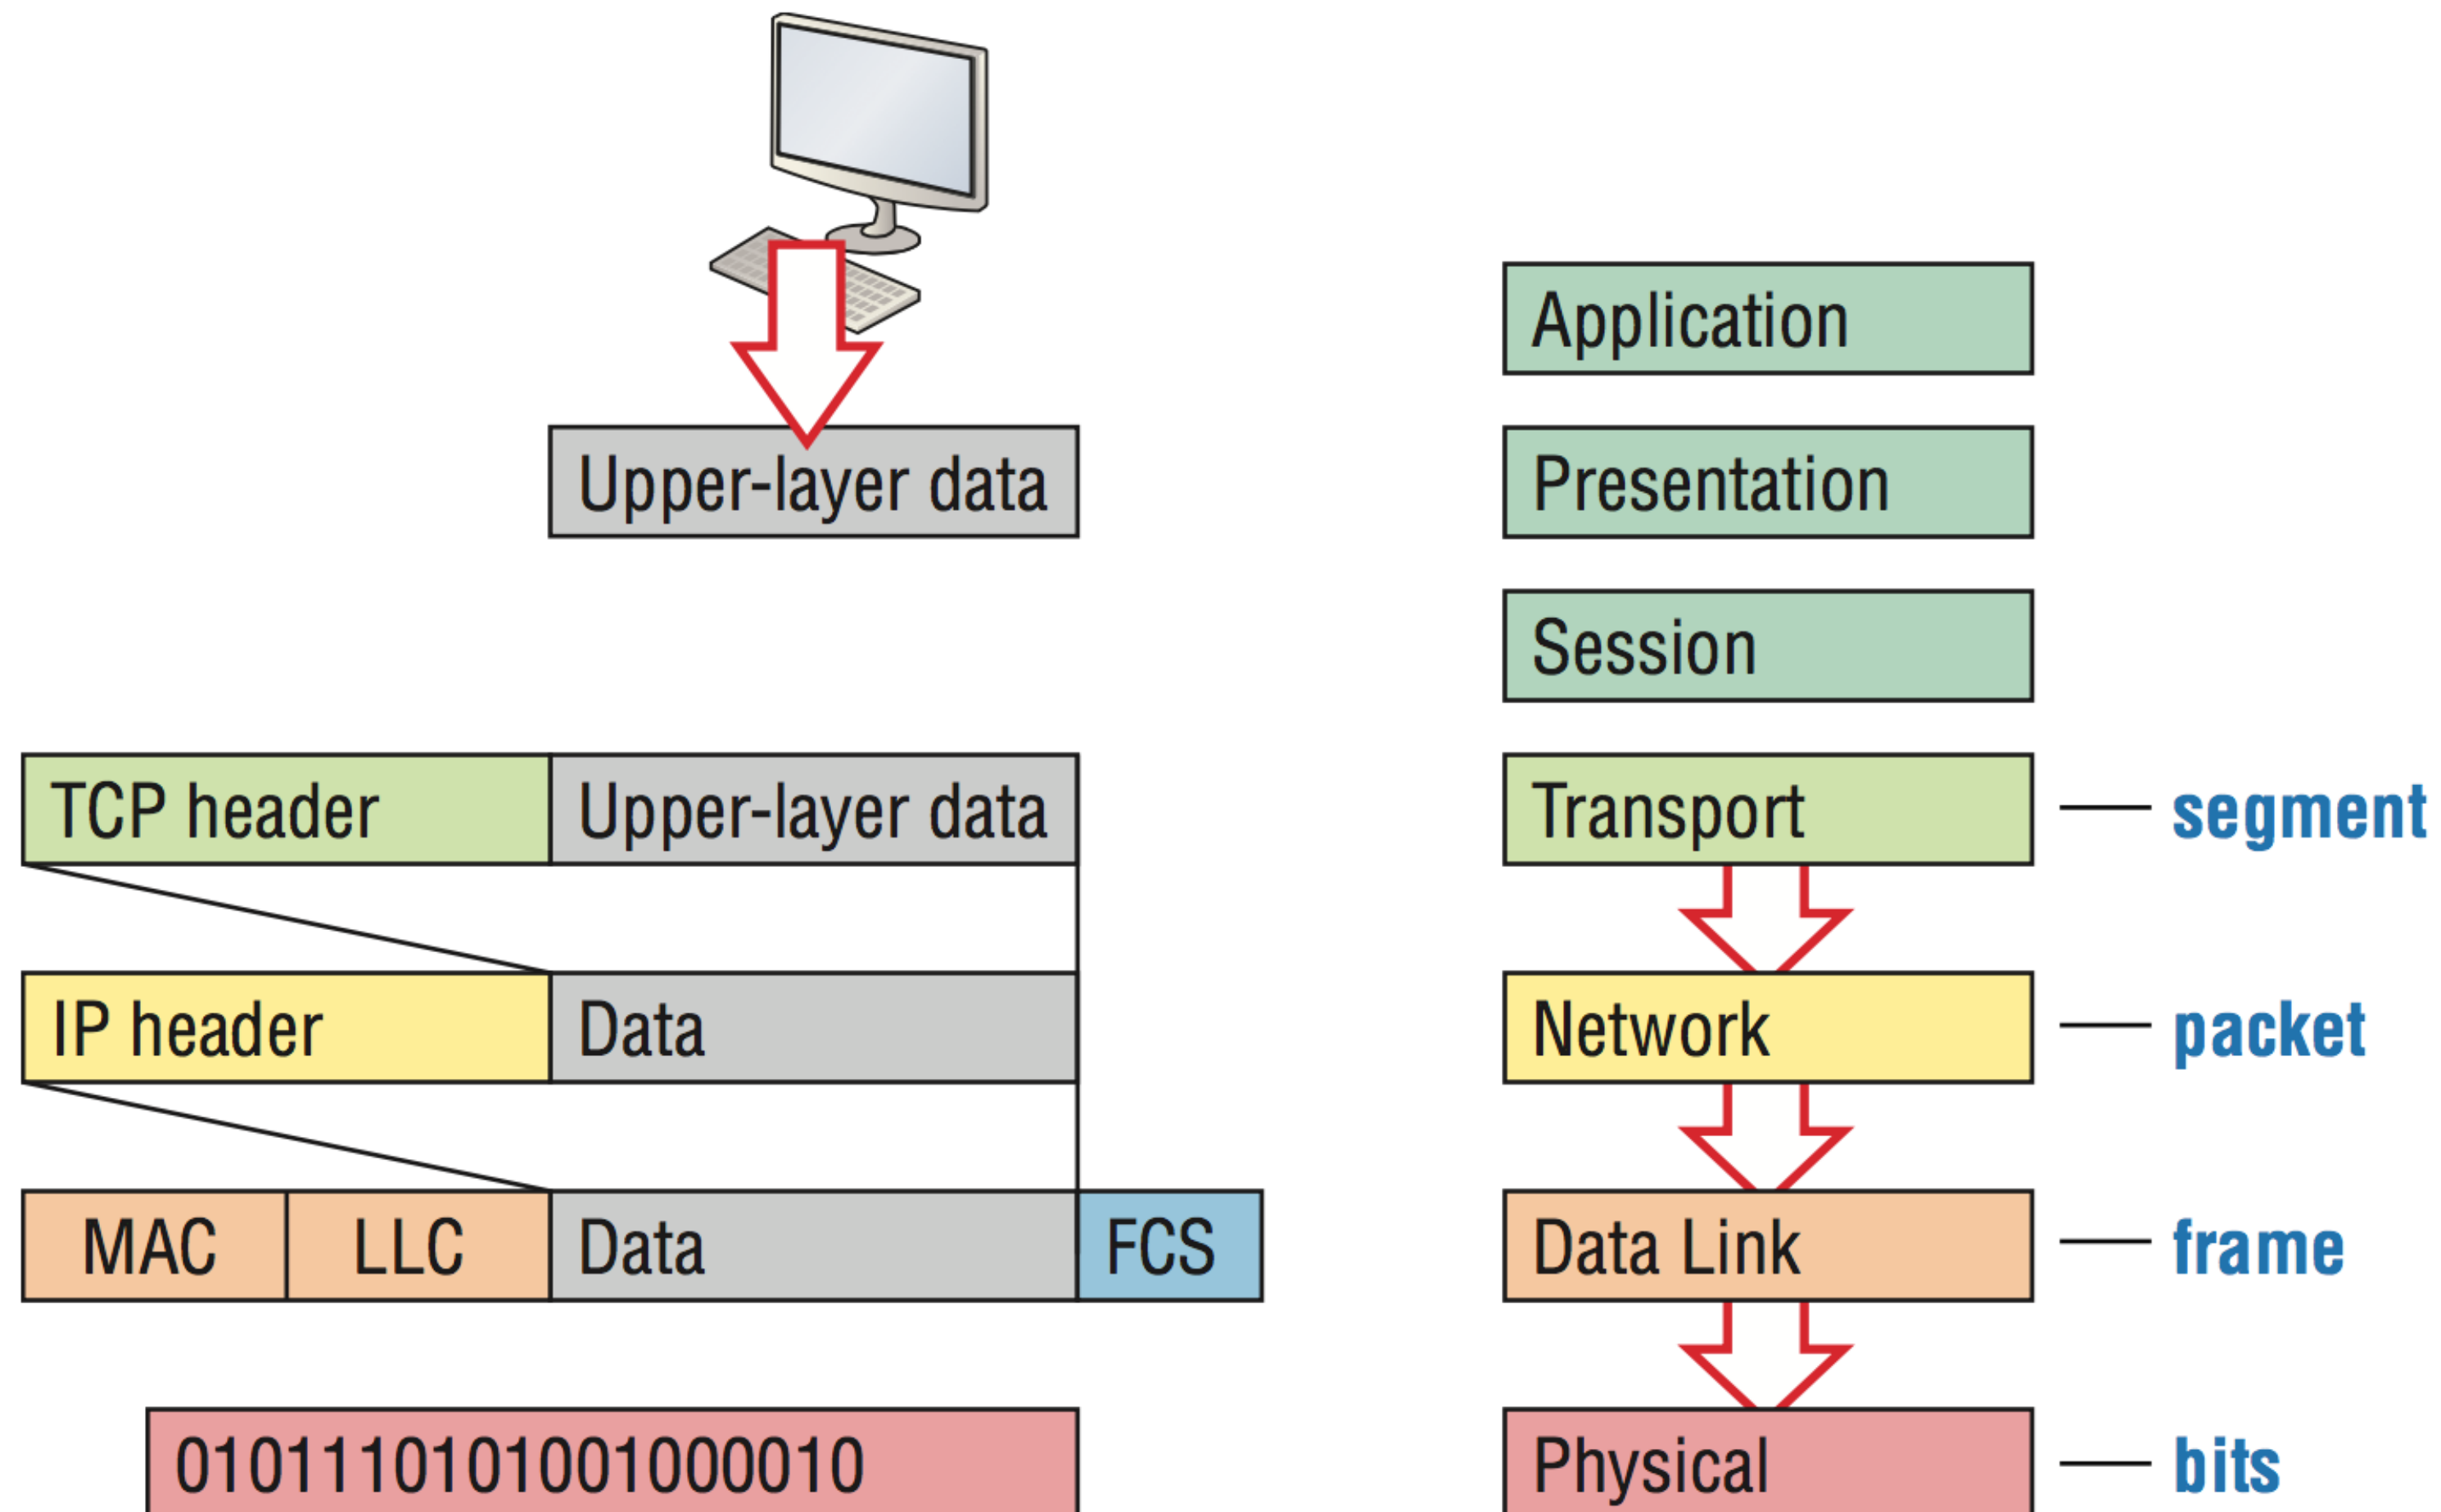 Application
Upper-layer data
Presentation
Session
TCP header Upper-layer data
Transport segment
IP header Data
Network packet
MAC LLC Data FCS
Data Link frame
0101110101001000010
Physical bits